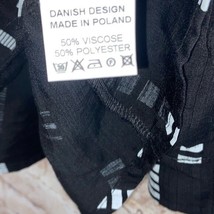 DANISH DESIGN
MADE IN POLAND
50% VISCOSE
50% POLYESTER